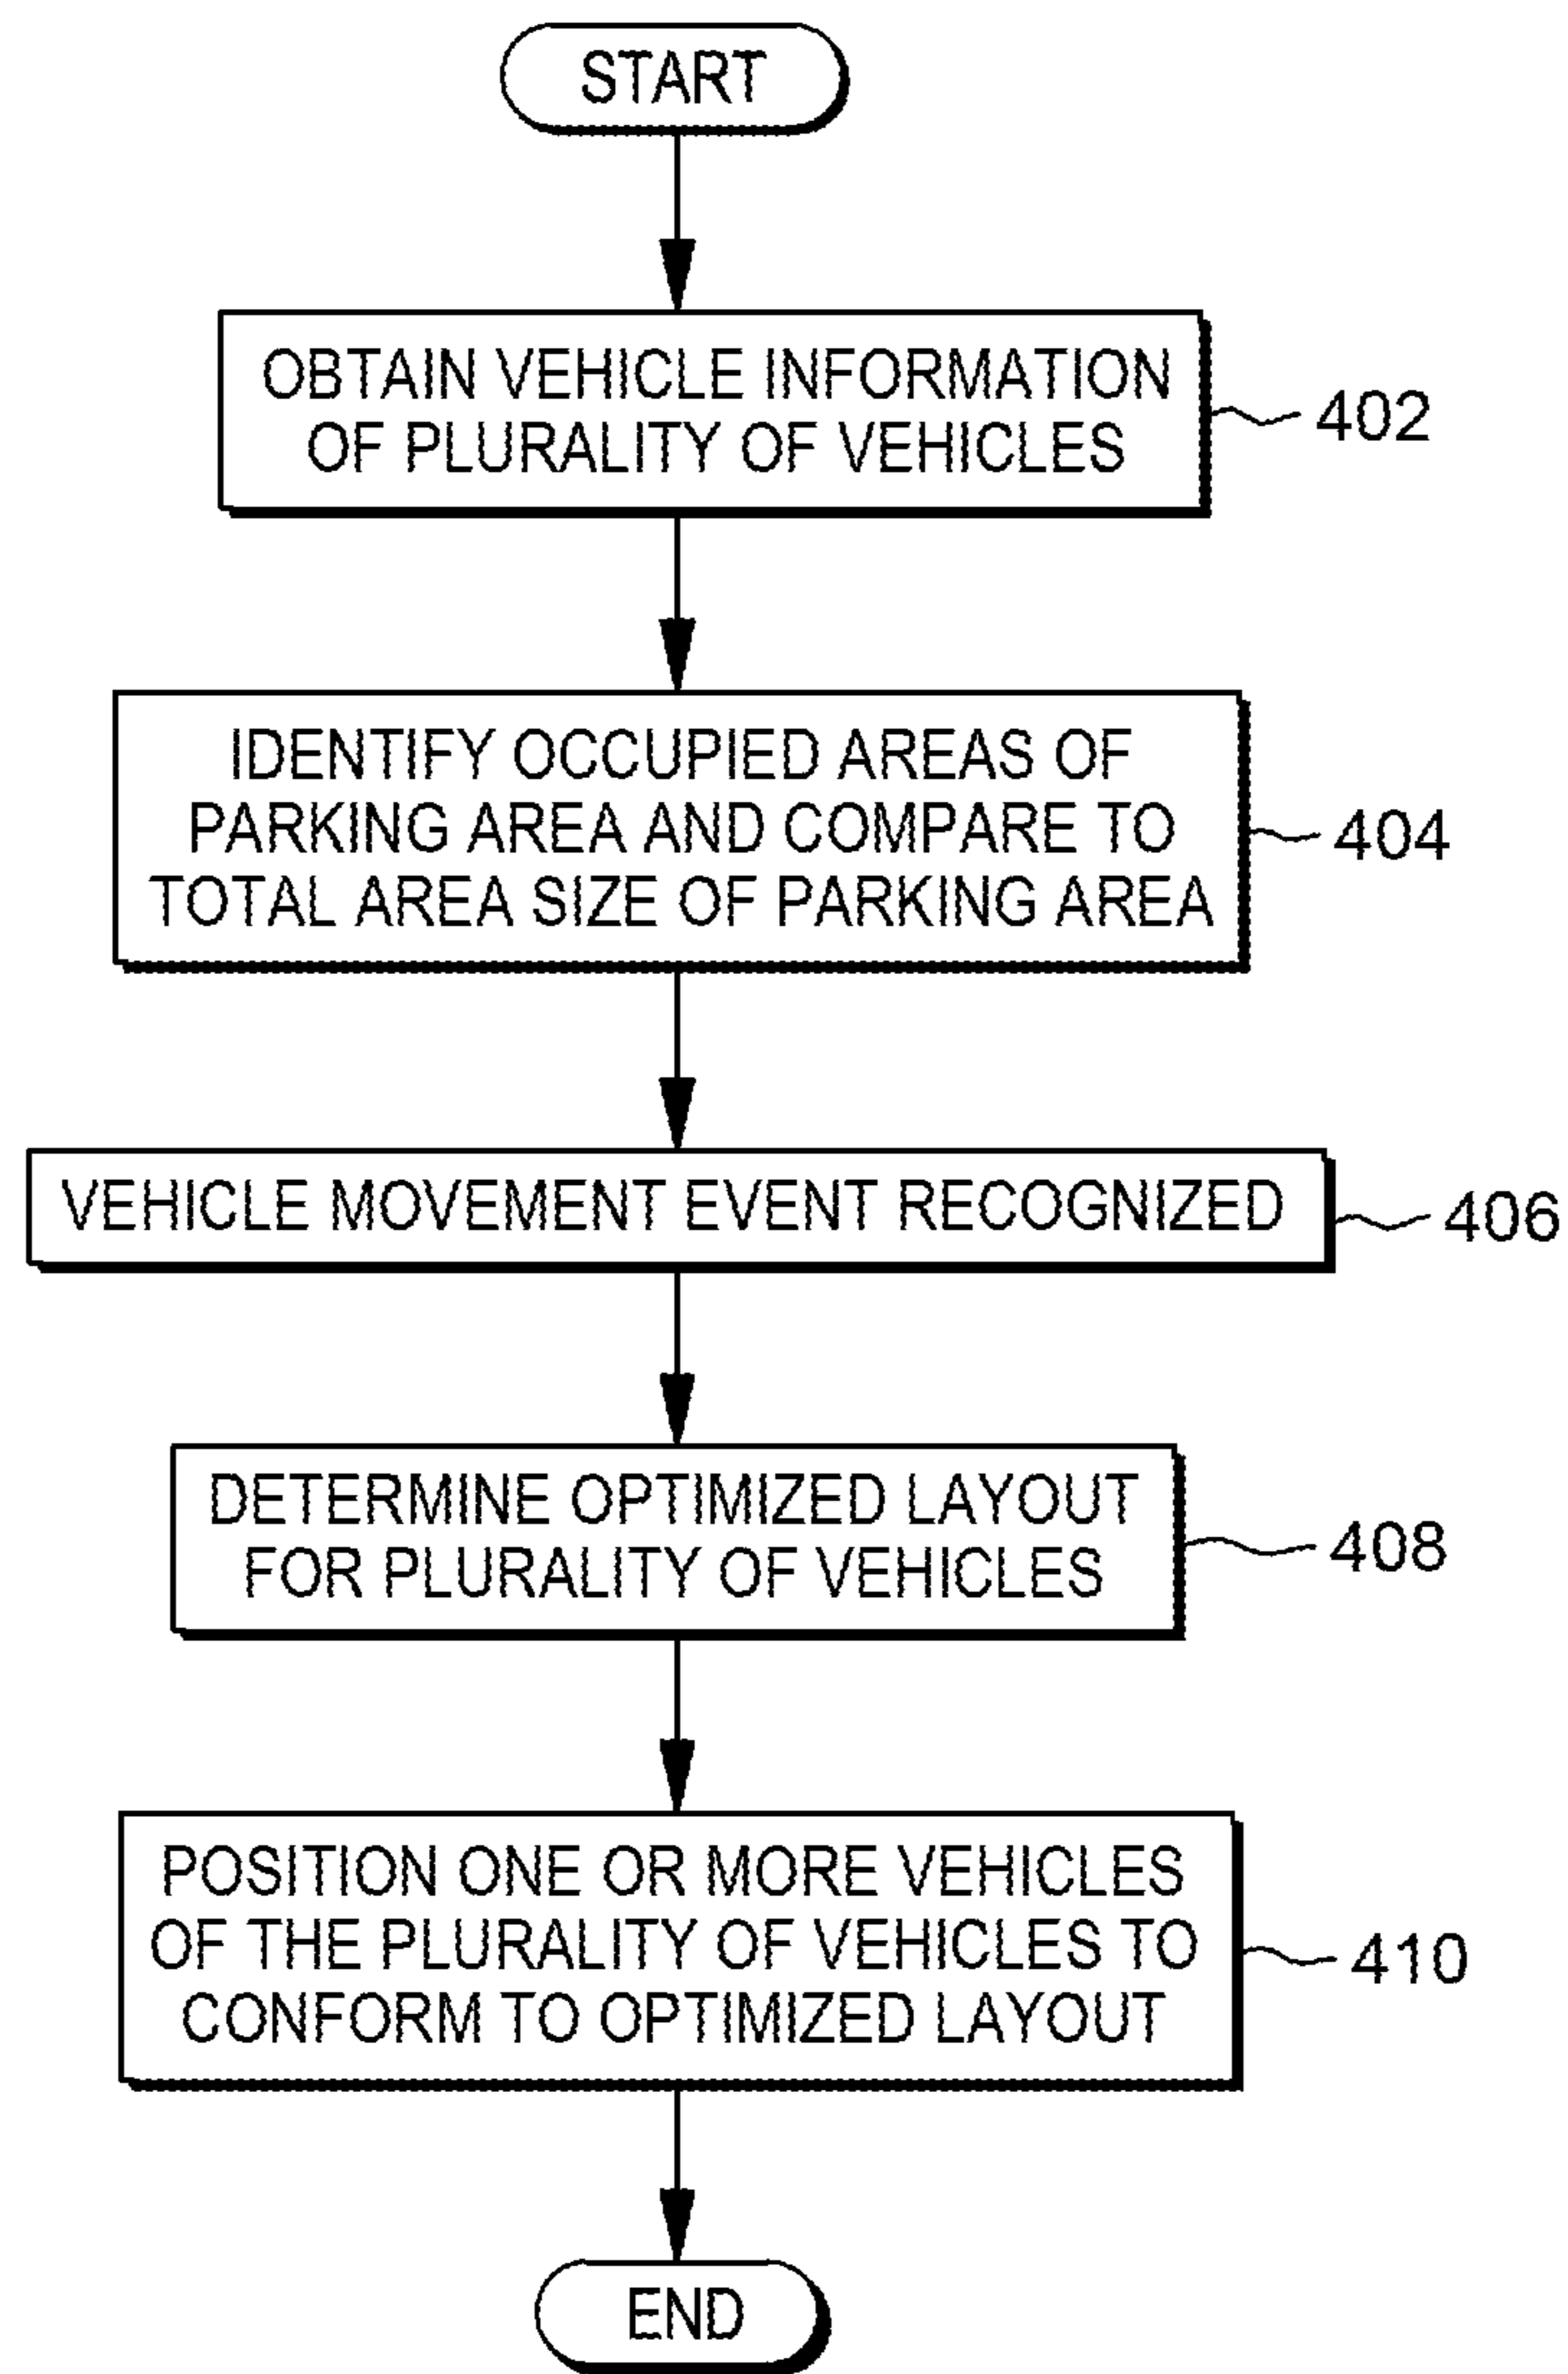 START
OBTAIN VEHICLE INFORMATION
OF PLURALITY OF VEHICLES
402
IDENTIFY OCCUPIED AREAS OF
PARKING AREA AND COMPARE TO
TOTAL AREA SIZE OF PARKING AREA
404
VEHICLE MOVEMENT EVENT RECOGNIZED
406
DETERMINE OPTIMIZED LAYOUT
FOR PLURALITY OF VEHICLES
408
POSITION ONE OR MORE VEHICLES
OF THE PLURALITY OF VEHICLES TO
CONFORM TO OPTIMIZED LAYOUT
410
END